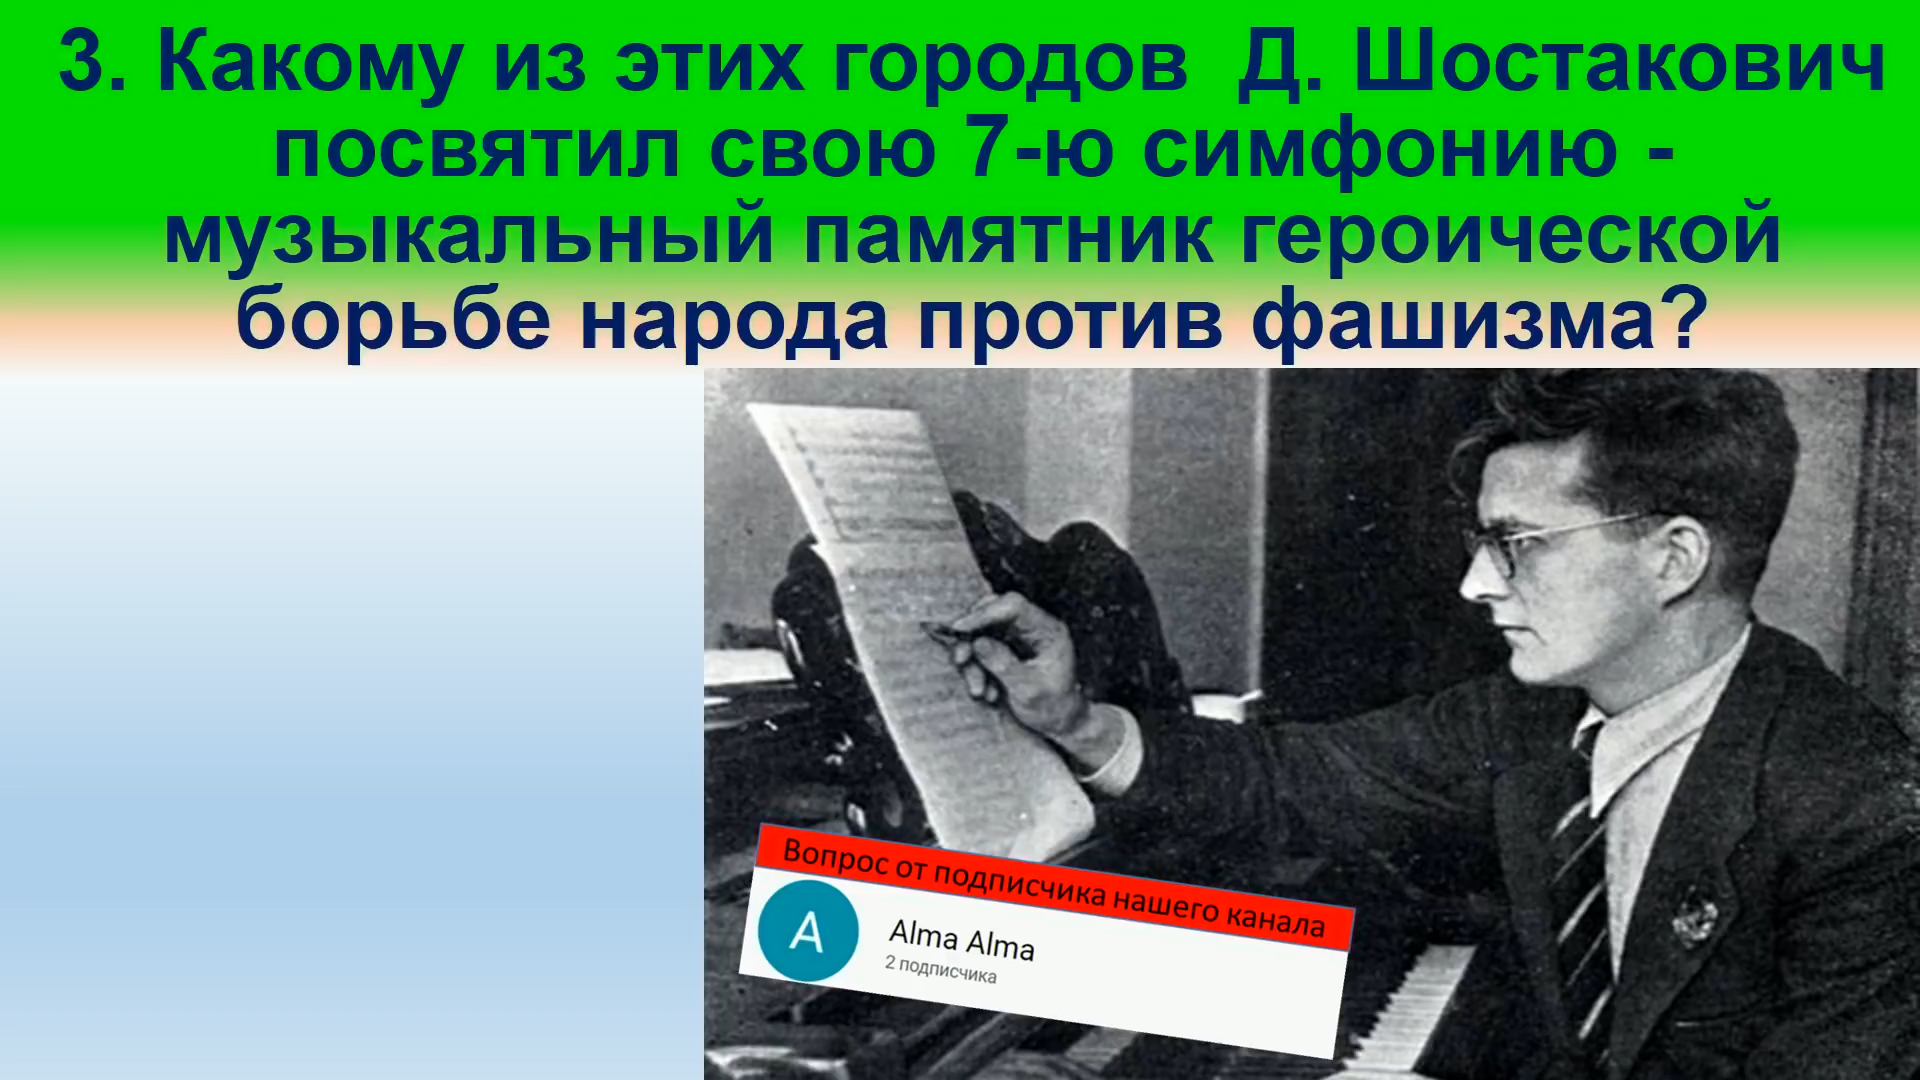 3. Какому из этих городов Д. Шостакович
посвятил свою 7-ю симфонию -
музыкальный памятник героической
борьбе народа против фашизма?
Вопрос от подписчика нашего канала
A
Alma Alma
2 подписчика